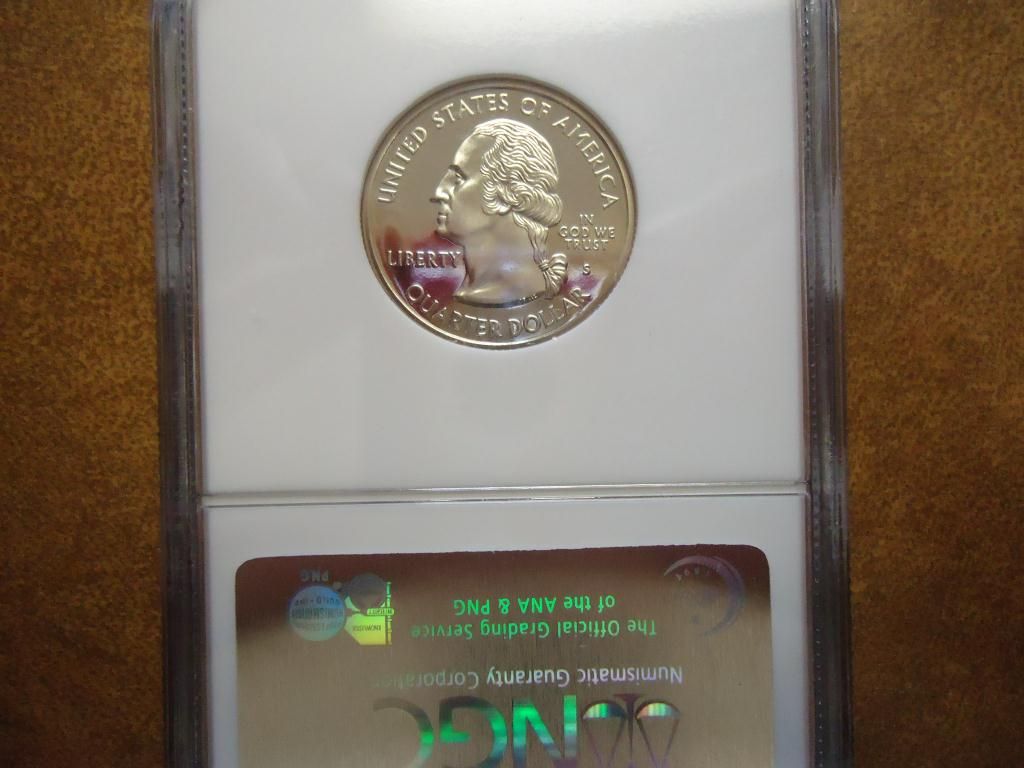 UNITED STATES OF AMERICA
IN
GOD WE
TRUST
LIBERTY
S
QUARTER DOLLAR
NGC
Numismatic Guaranty Corporation
The Official Grading Service
of the ANA & PNG
PNG